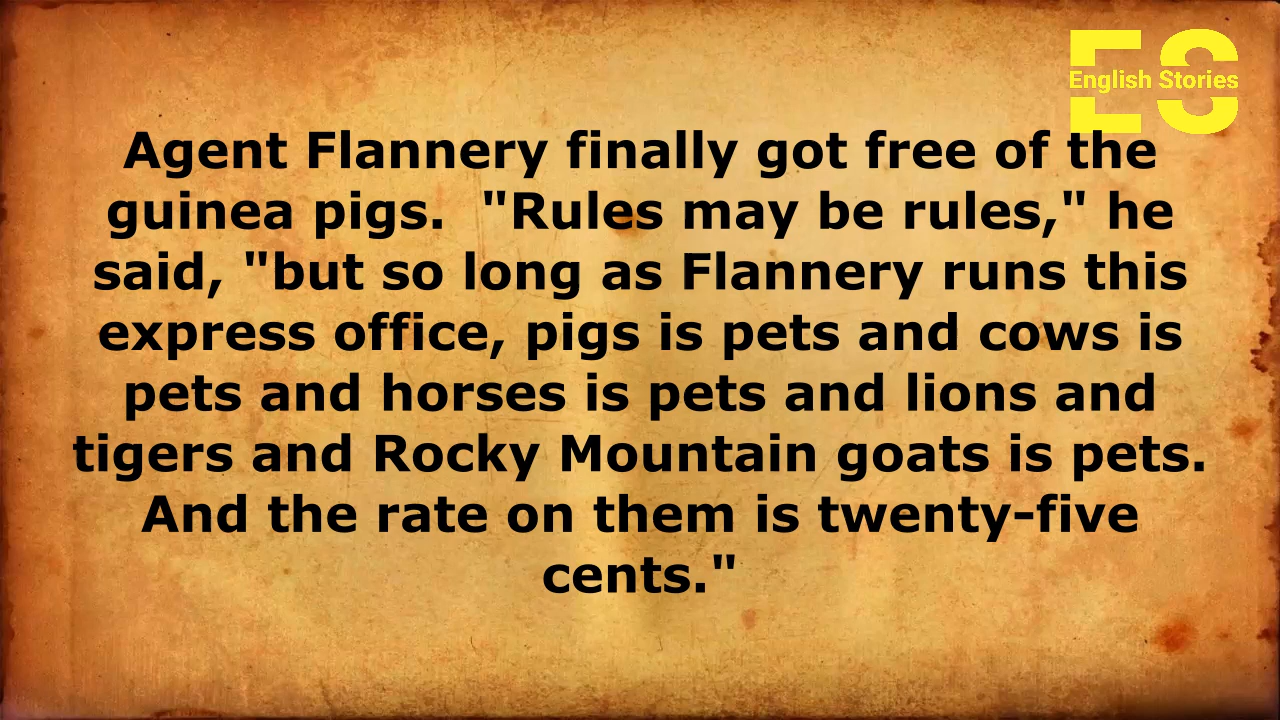 ES
English Stories
Agent Flannery finally got free of the
guinea pigs.  "Rules may be rules," he
said, "but so long as Flannery runs this
express office, pigs is pets and cows is
pets and horses is pets and lions and
tigers and Rocky Mountain goats is pets.
And the rate on them is twenty-five
cents."